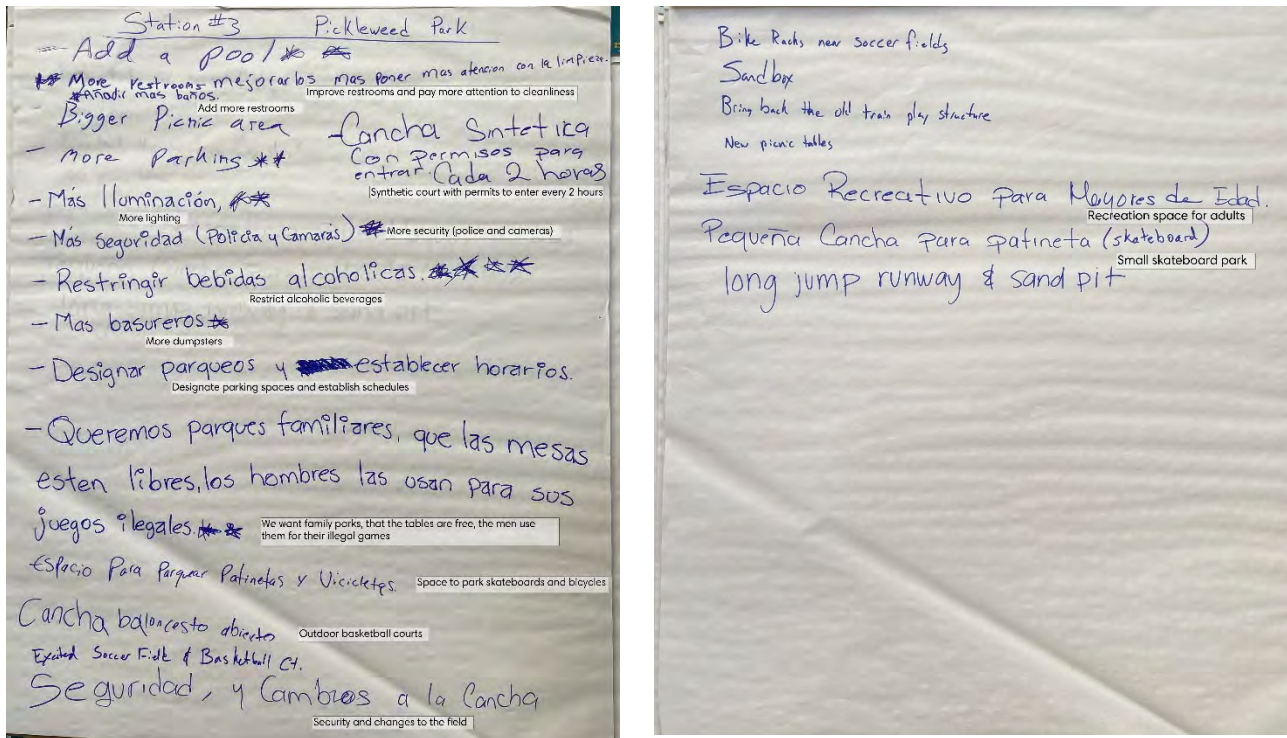 Station #3 Pickleweed Park
- Add a pool * *
** More restrooms mejorarlos mas poner mas atencion con la limpieza.
Improve restrooms and pay more attention to cleanliness
* Añadir mas baños.
Add more restrooms
Bigger Picnic area
- more Parking **
- Cancha Sintetica
Con permisos para
entrar. Cada 2 horas
Synthetic court with permits to enter every 2 hours
- Más Iluminación, **
More lighting
- Más seguridad (Policia y Camaras) *
More security (police and cameras)
- Restringir bebidas alcoholicas. ****
Restrict alcoholic beverages
- Mas basureros *
More dumpsters
- Designar parqueos y establecer horarios.
Designate parking spaces and establish schedules
- Queremos parques familiares, que las mesas
esten libres, los hombres las usan para sus
juegos ilegales. * *
We want family parks, that the tables are free, the men use
them for their illegal games
Espacio Para Parquear Patinetas y Vicicletas.
Space to park skateboards and bicycles
Cancha baloncesto abierto
Outdoor basketball courts
Soccer Field & Basketball Ct.
Seguridad, y Cambios a la Cancha
Security and changes to the field
Bike Racks new soccer fields
Sandbox
Bring back the old train play structure
New picnic tables
Espacio Recreativo Para Mayores de Edad.
Recreation space for adults
Pequeña Cancha para patineta (skateboard)
Small skateboard park
long jump runway & sand pit